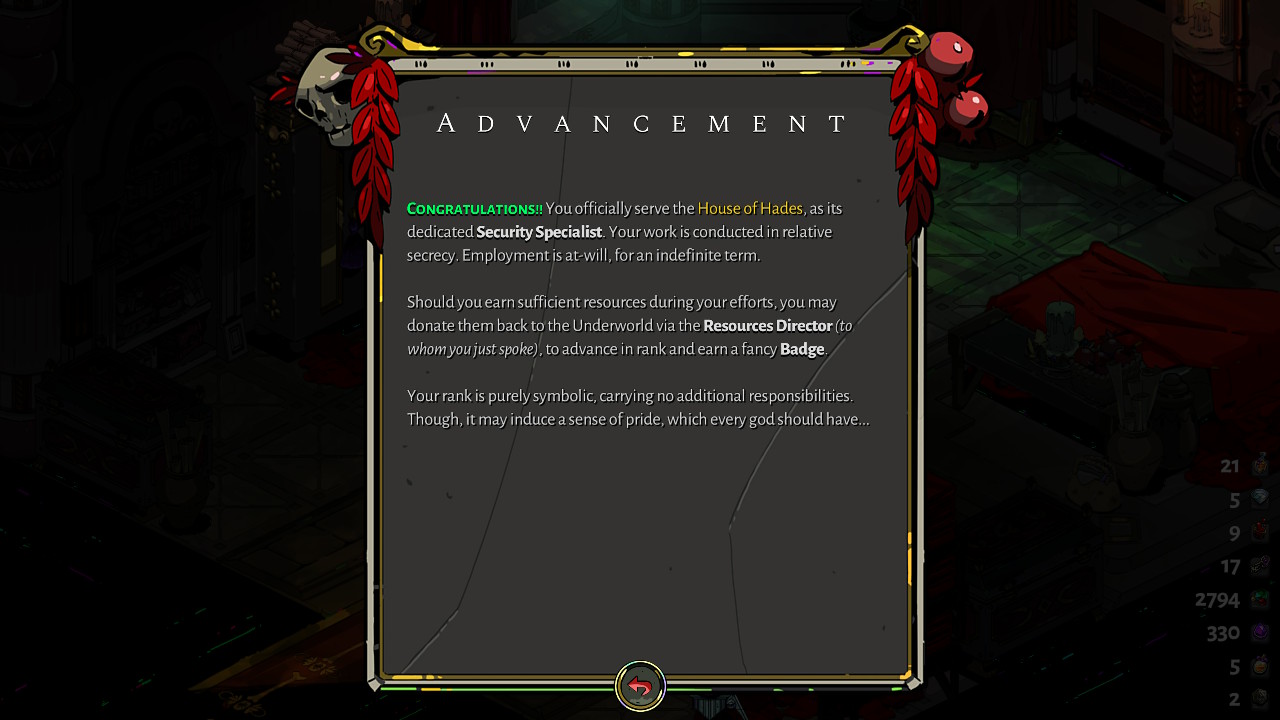 ADVANCEMENT
CONGRATULATIONS!! You officially serve the House of Hades, as its
dedicated Security Specialist. Your work is conducted in relative
secrecy. Employment is at-will, for an indefinite term.
Should you earn sufficient resources during your efforts, you may
donate them back to the Underworld via the Resources Director (to
whom you just spoke), to advance in rank and earn a fancy Badge.
Your rank is purely symbolic, carrying no additional responsibilities.
Though, it may induce a sense of pride, which every god should have...
21
5
9
17
2794
330
5
2